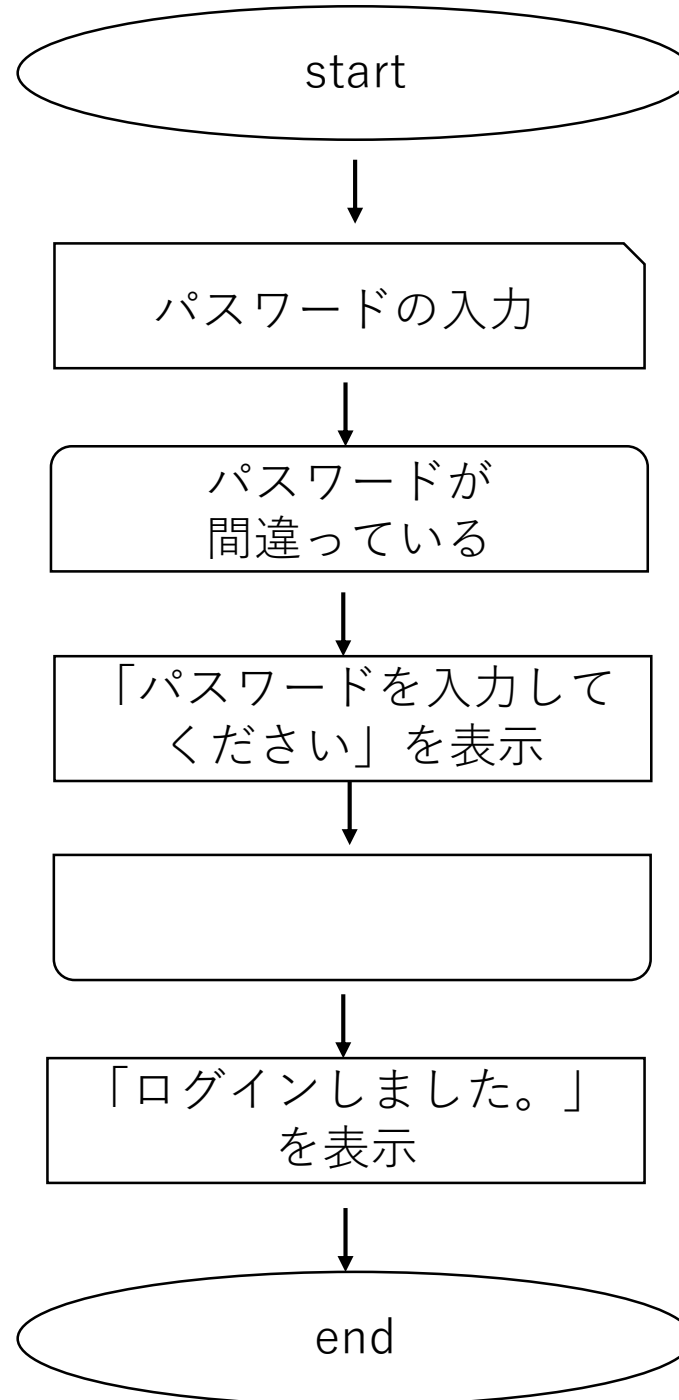 start
パスワードの入力
パスワードが
間違っている
「パスワードを入力して
ください」を表示
「ログインしました。」
を表示
end